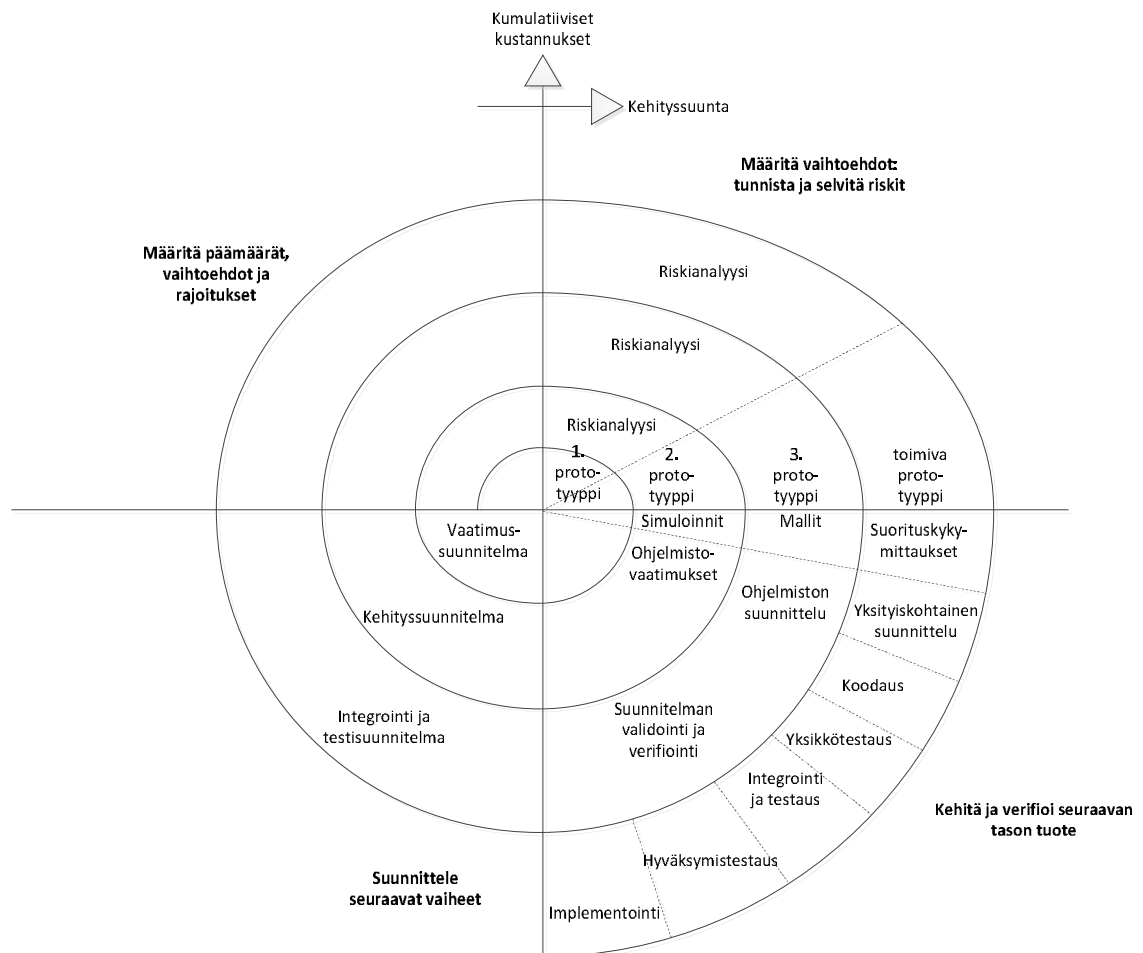 Kumulatiiviset
kustannukset
Kehityssuunta
Määritä vaihtoehdot:
tunnista ja selvitä riskit
Määritä päämäärät,
vaihtoehdot ja
rajoitukset
Riskianalyysi
Riskianalyysi
Riskianalyysi
1.
proto-
tyyppi
2.
proto-
tyyppi
3.
proto-
tyyppi
toimiva
proto-
tyyppi
Vaatimus-
suunnitelma
Simuloinnit
Mallit
Suorituskyky-
mittaukset
Ohjelmisto-
vaatimukset
Ohjelmiston
suunnittelu
Yksityiskohtainen
suunnittelu
Kehityssuunnitelma
Koodaus
Integrointi ja
testisuunnitelma
Suunnitelman
validointi ja
verifiointi
Yksikkötestaus
Integrointi
ja testaus
Kehitä ja verifioi seuraavan
tason tuote
Suunnittele
seuraavat vaiheet
Hyväksymistestaus
Implementointi